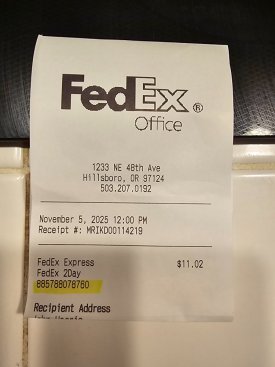 FedEx®
Office
1233 NE 48th Ave
Hillsboro, OR 97124
503.207.0192
November 5, 2025 12:00 PM
Receipt #: MRIKD00114219
FedEx Express $11.02
FedEx 2Day
885788078760
Recipient Address